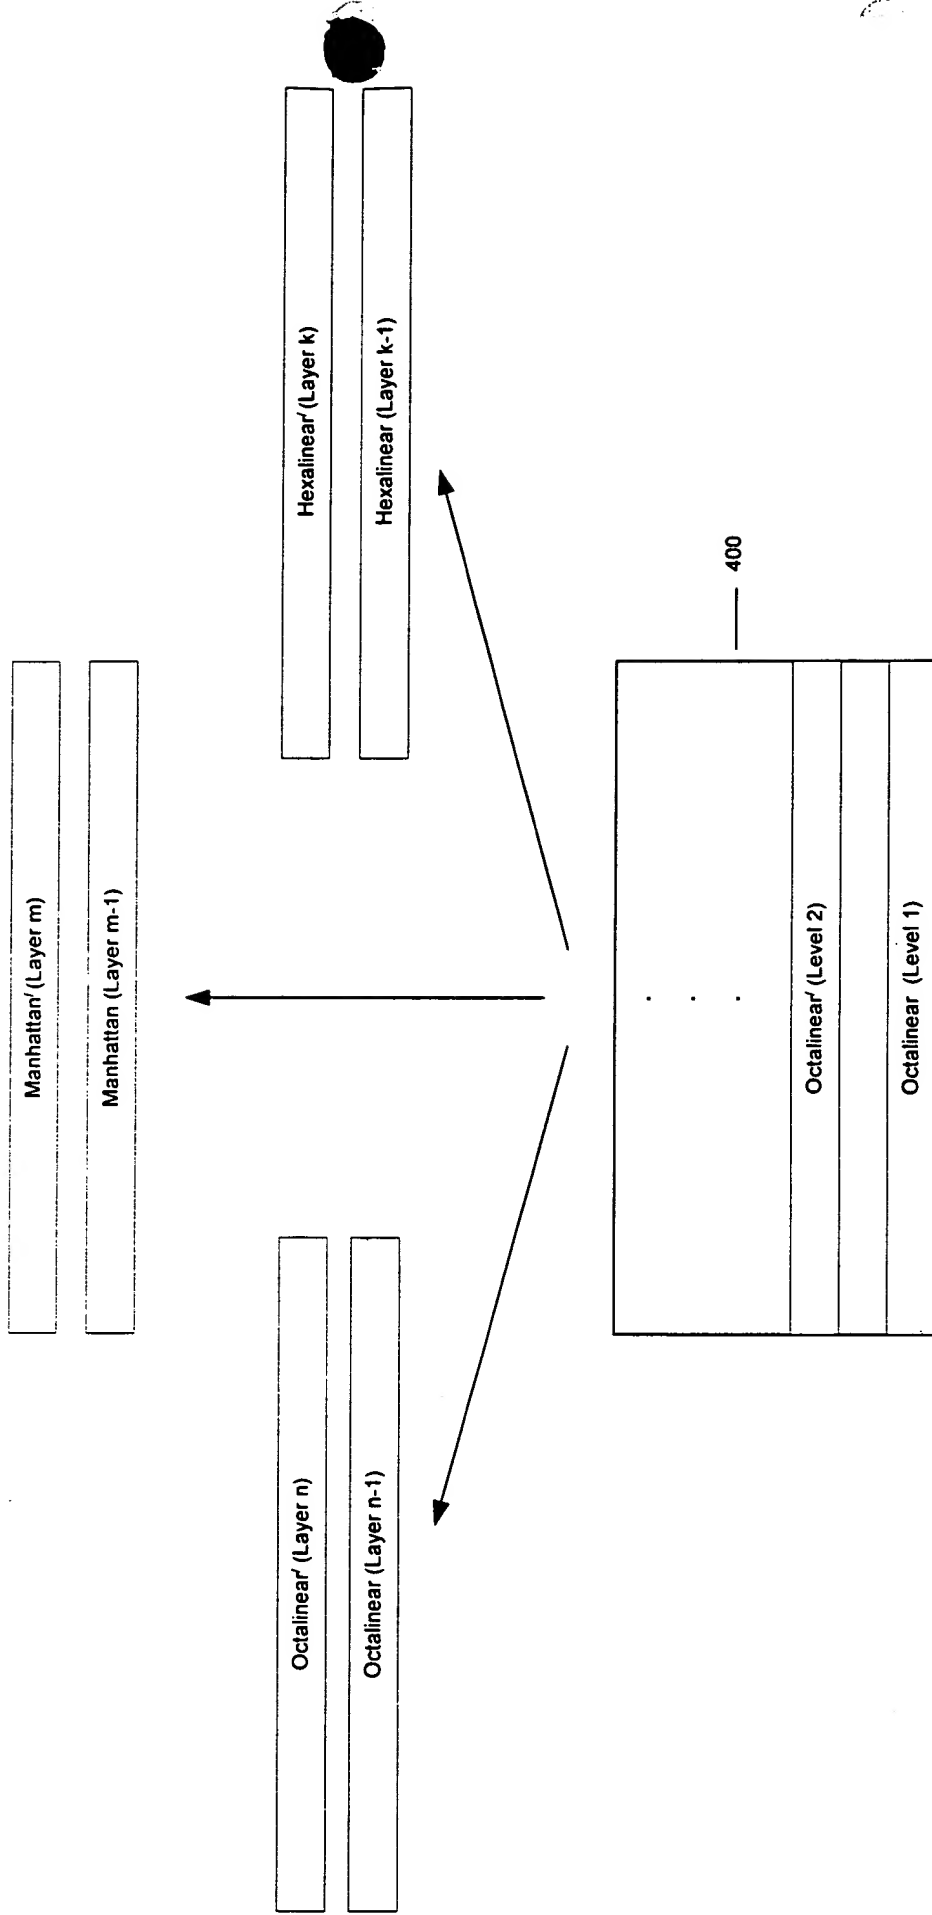 Manhattan' (Layer m)
Manhattan (Layer m-1)
Octalinear' (Layer n)
Octalinear (Layer n-1)
Hexalinear' (Layer k)
Hexalinear (Layer k-1)
400
Octalinear' (Level 2)
Octalinear (Level 1)